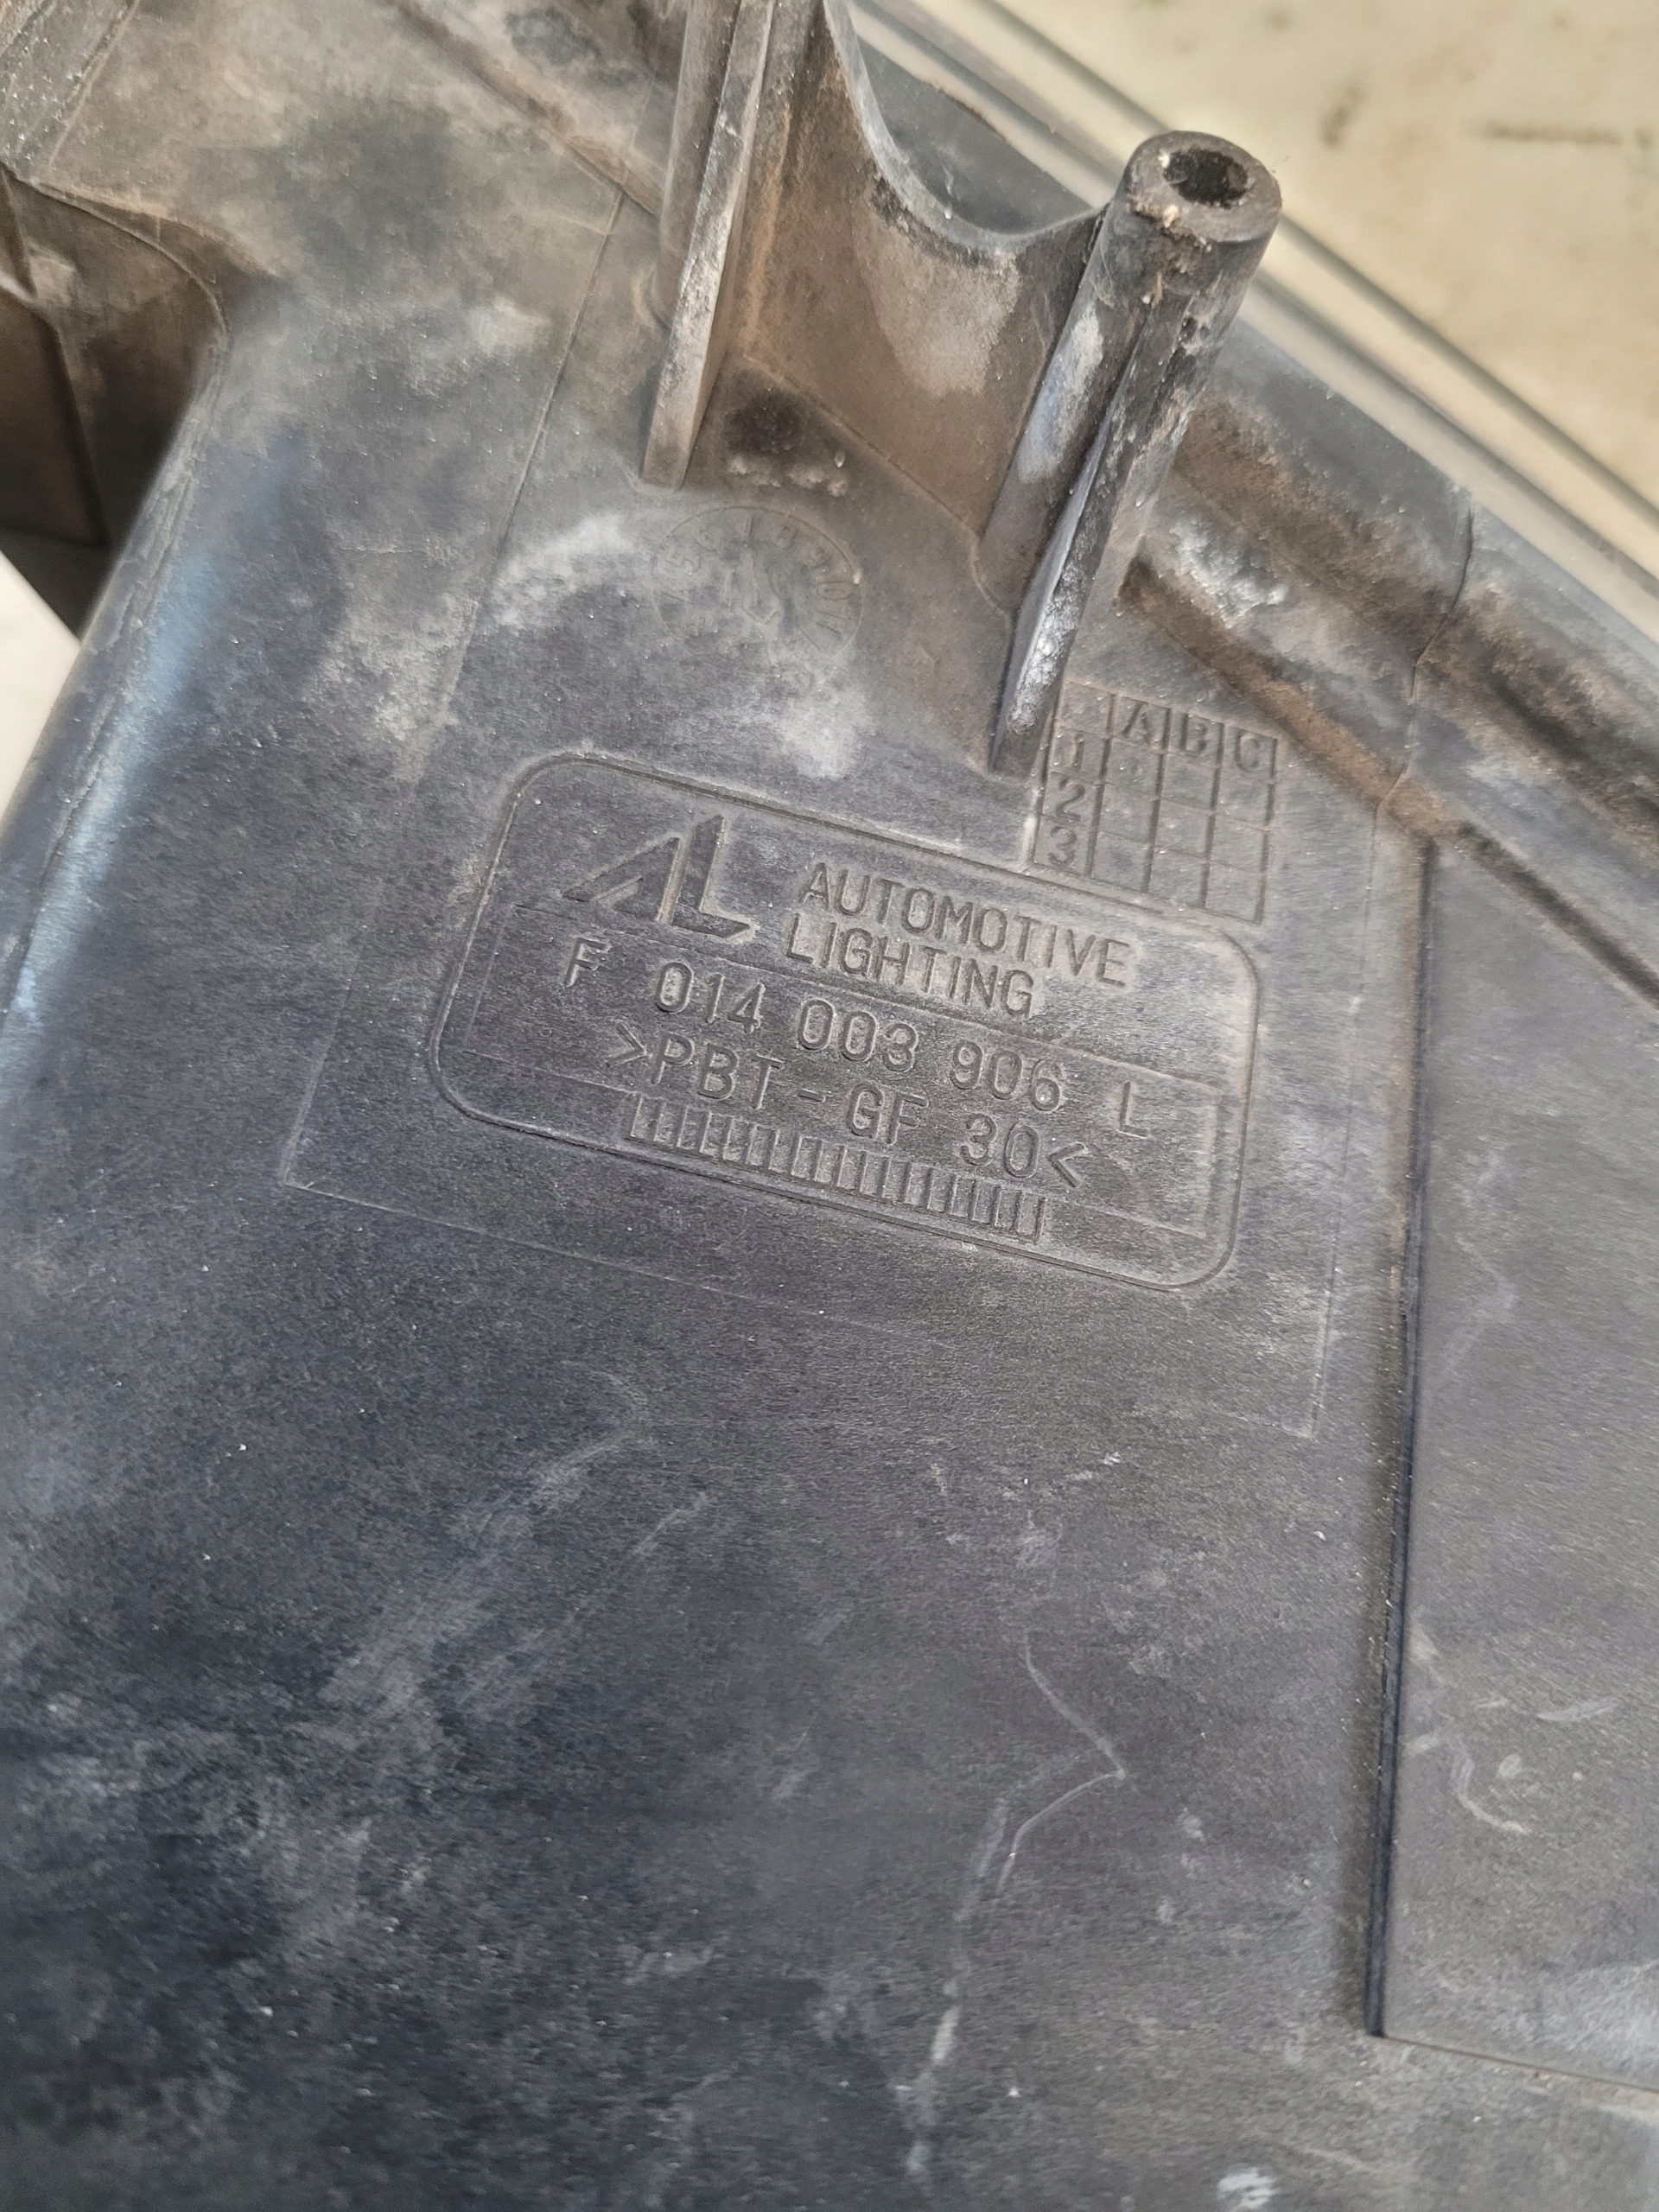 A B C
1
2
3
AL AUTOMOTIVE
LIGHTING
F 014 003 906 L
>PBT-GF 30<